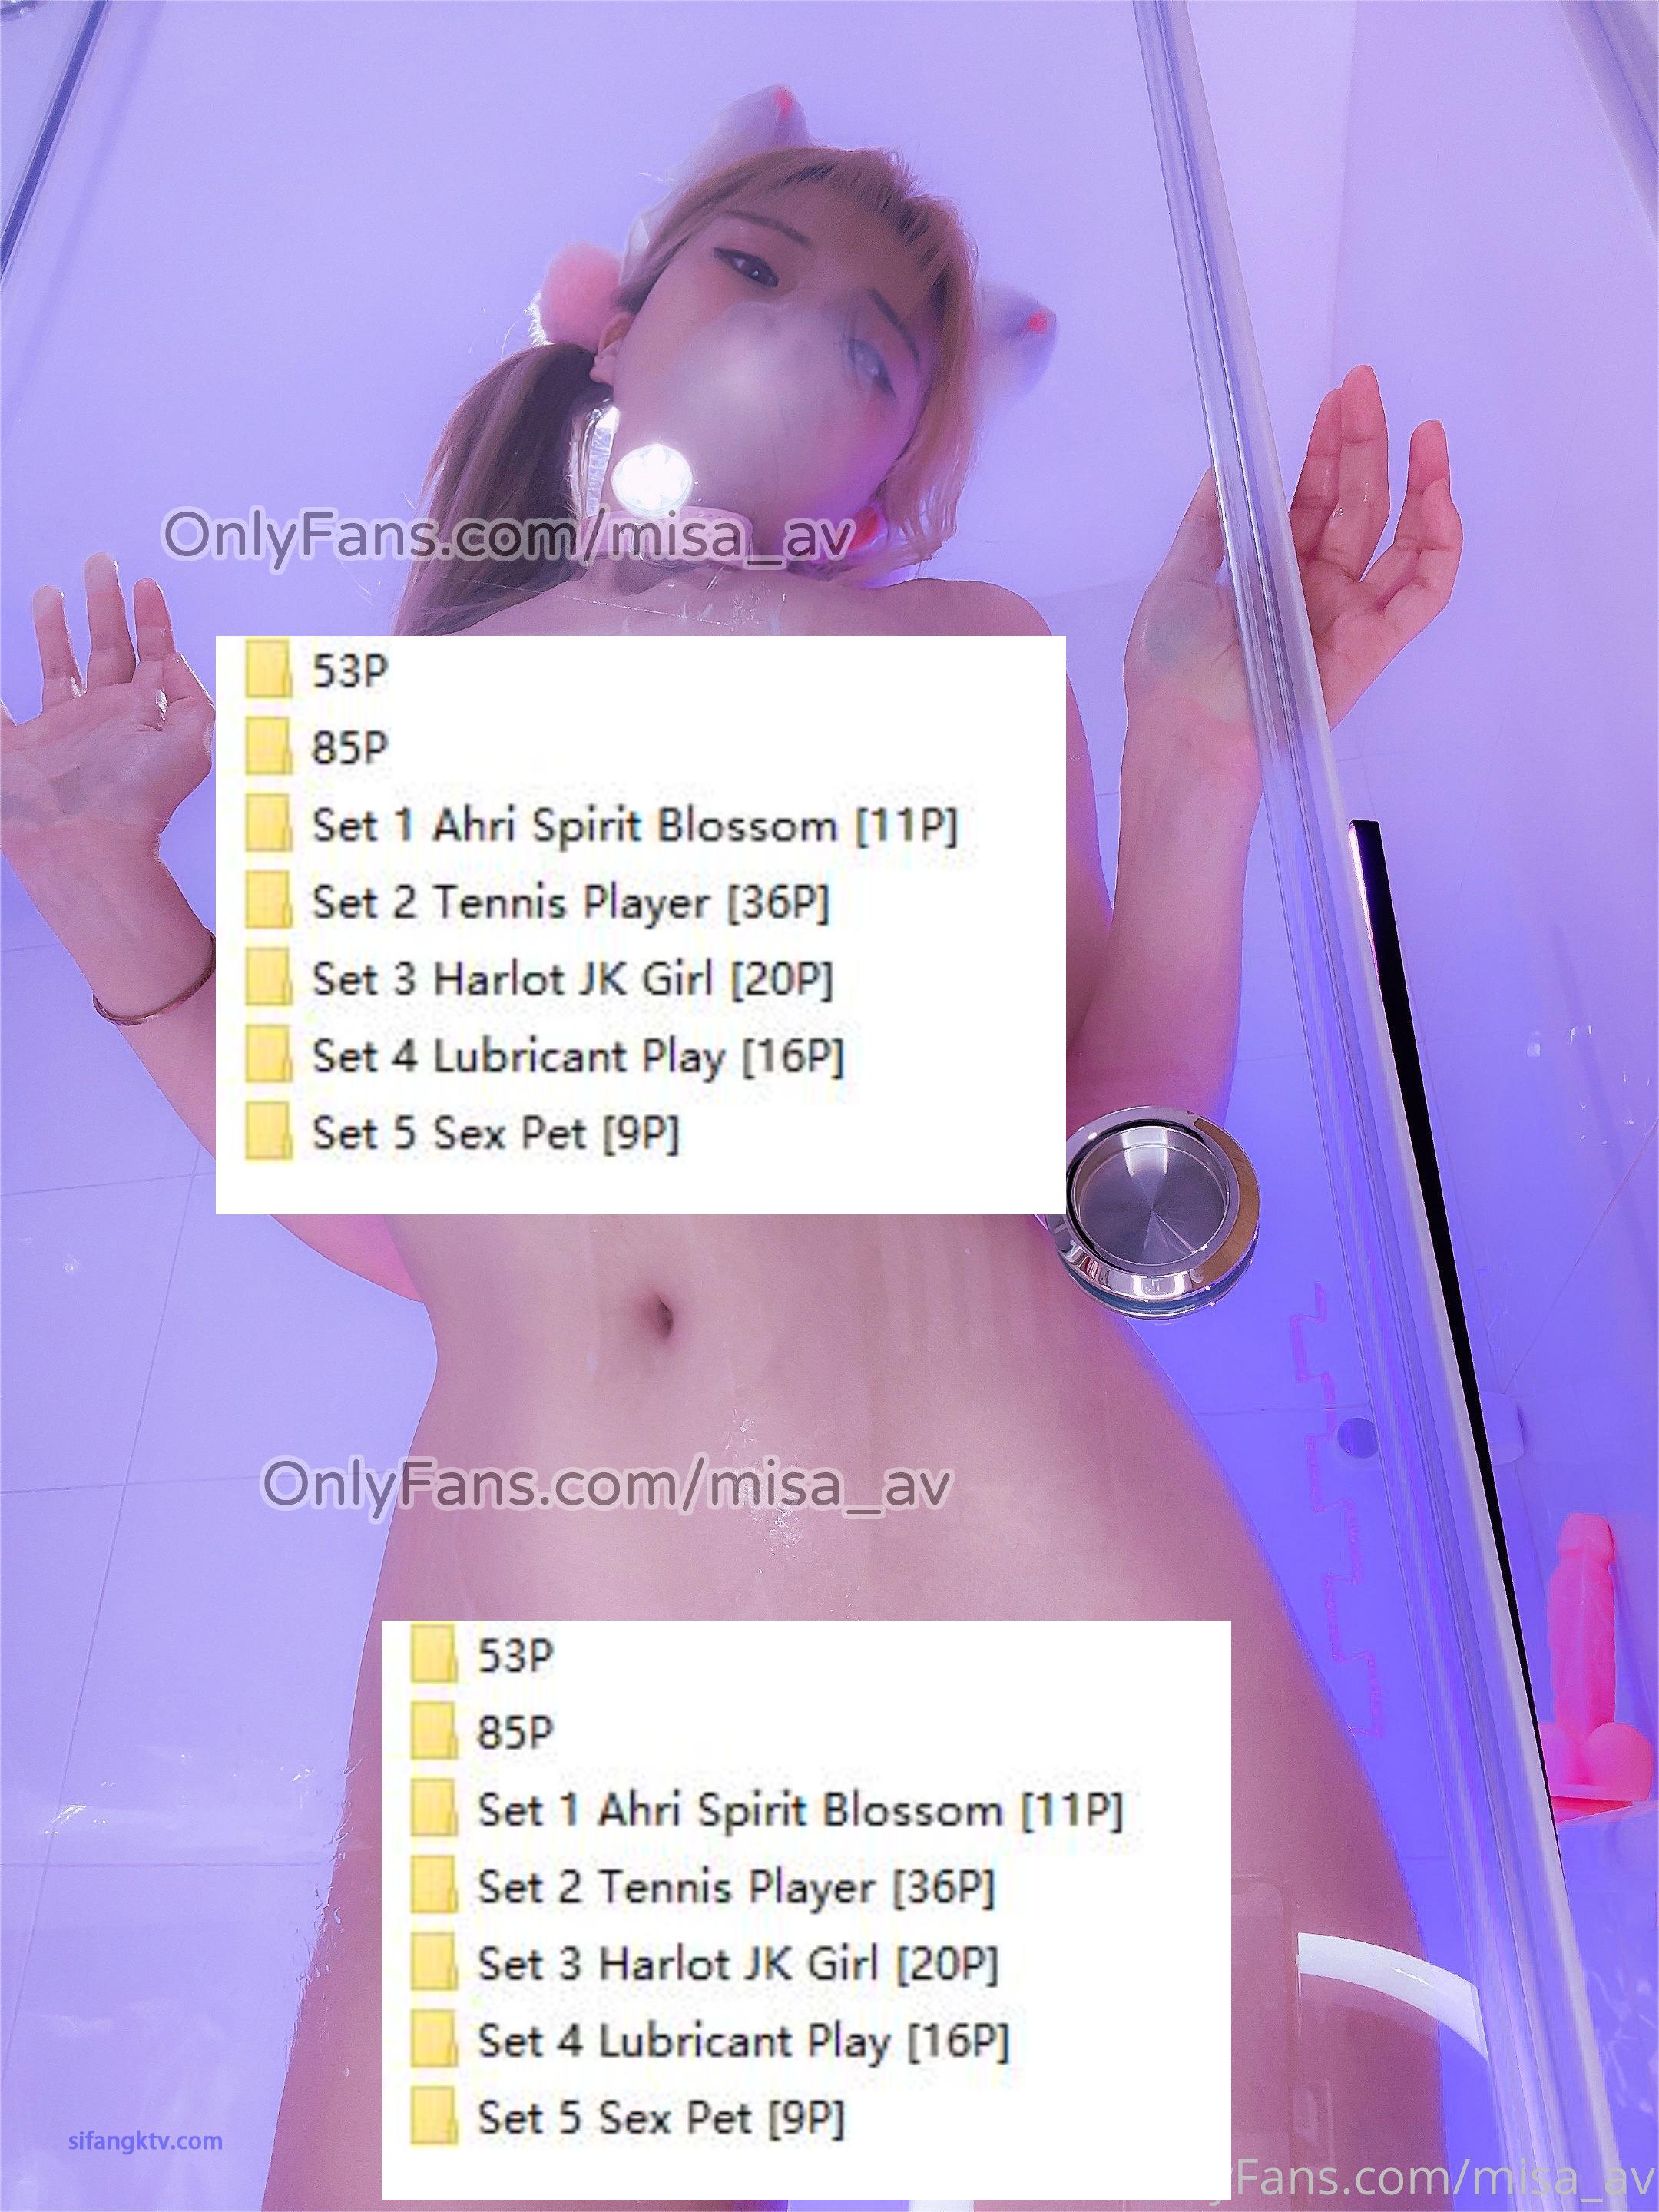 OnlyFans.com/misa_av
53P
85P
Set 1 Ahri Spirit Blossom [11P]
Set 2 Tennis Player [36P]
Set 3 Harlot JK Girl [20P]
Set 4 Lubricant Play [16P]
Set 5 Sex Pet [9P]
OnlyFans.com/misa_av
53P
85P
Set 1 Ahri Spirit Blossom [11P]
Set 2 Tennis Player [36P]
Set 3 Harlot JK Girl [20P]
Set 4 Lubricant Play [16P]
Set 5 Sex Pet [9P]
sifangktv.com
yFans.com/misa_av